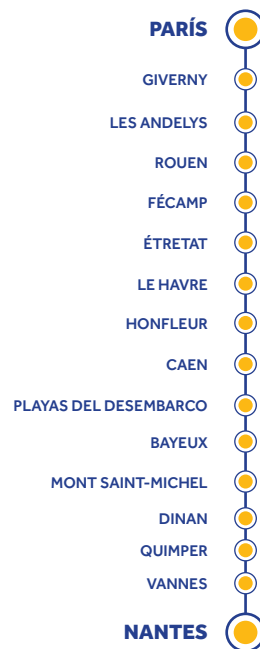 PARÍS
GIVERNY
LES ANDELYS
ROUEN
FÉCAMP
ÉTRETAT
LE HAVRE
HONFLEUR
CAEN
PLAYAS DEL DESEMBARCO
BAYEUX
MONT SAINT-MICHEL
DINAN
QUIMPER
VANNES
NANTES